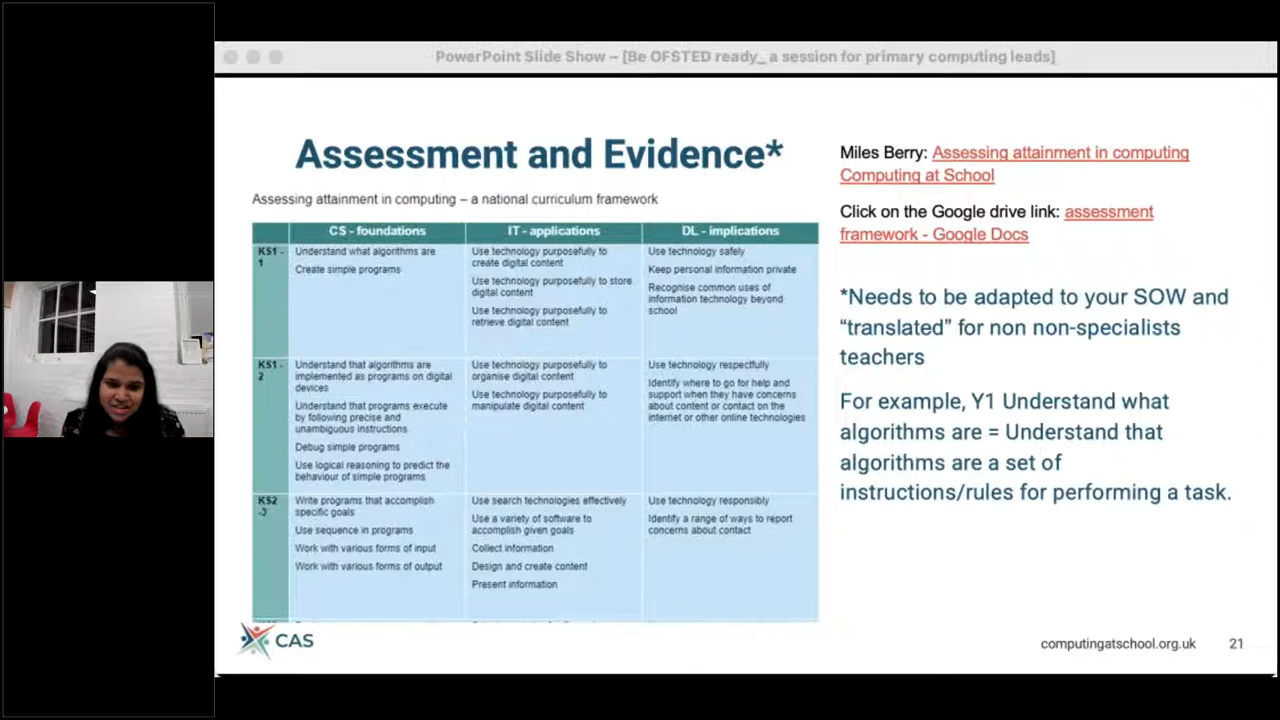 PowerPoint Slide Show – [Be OFSTED ready_ a session for primary computing leads]
Assessment and Evidence*
Assessing attainment in computing – a national curriculum framework
CS - foundations
IT - applications
DL - implications
KS1 -
1
Understand what algorithms are
Create simple programs
Use technology purposefully to
create digital content
Use technology purposefully to store
digital content
Use technology purposefully to
retrieve digital content
Use technology safely
Keep personal information private
Recognise common uses of
information technology beyond
school
KS1 -
2
Understand that algorithms are
implemented as programs on digital
devices
Understand that programs execute
by following precise and
unambiguous instructions
Debug simple programs
Use logical reasoning to predict the
behaviour of simple programs
Use technology purposefully to
organise digital content
Use technology purposefully to
manipulate digital content
Use technology respectfully
Identify where to go for help and
support when they have concerns
about content or contact on the
internet or other online technologies
KS2
-3
Write programs that accomplish
specific goals
Use sequence in programs
Work with various forms of input
Work with various forms of output
Use search technologies effectively
Use a variety of software to
accomplish given goals
Collect information
Design and create content
Present information
Use technology responsibly
Identify a range of ways to report
concerns about contact
Miles Berry: Assessing attainment in computing
Computing at School
Click on the Google drive link: assessment
framework - Google Docs
*Needs to be adapted to your SOW and
“translated” for non non-specialists
teachers
For example, Y1 Understand what
algorithms are = Understand that
algorithms are a set of
instructions/rules for performing a task.
CAS
computingatschool.org.uk
21